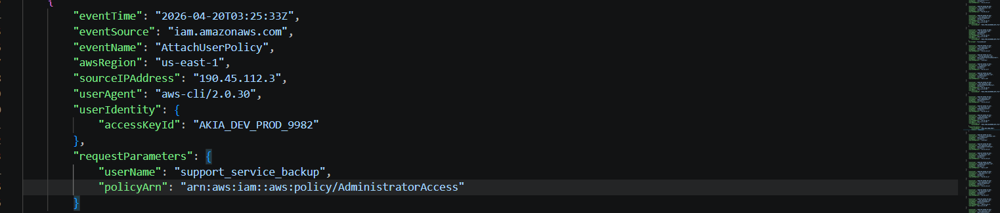 {
"eventTime": "2026-04-20T03:25:33Z",
"eventSource": "iam.amazonaws.com",
"eventName": "AttachUserPolicy",
"awsRegion": "us-east-1",
"sourceIPAddress": "190.45.112.3",
"userAgent": "aws-cli/2.0.30",
"userIdentity": {
"accessKeyId": "AKIA_DEV_PROD_9982"
},
"requestParameters": {
"userName": "support_service_backup",
"policyArn": "arn:aws:iam::aws:policy/AdministratorAccess"
}